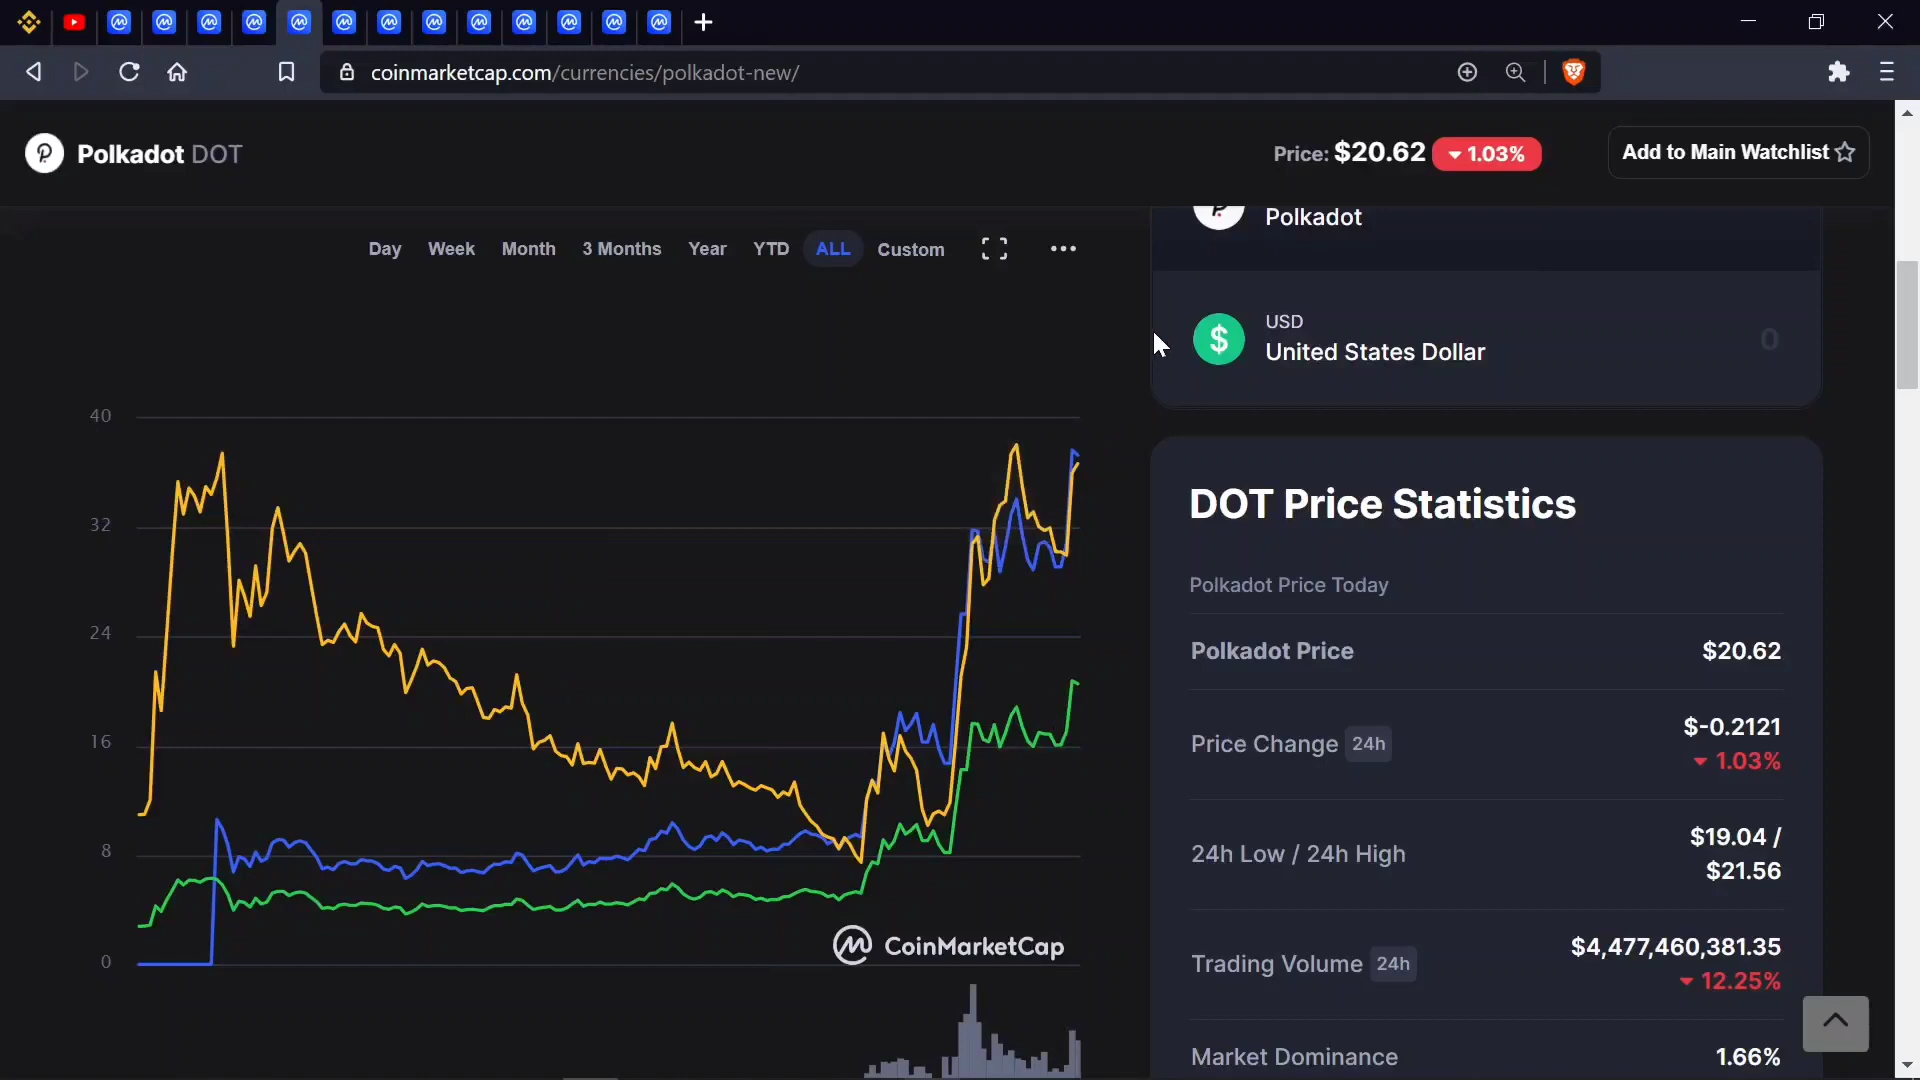 coinmarketcap.com/currencies/polkadot-new/
Polkadot DOT
Price: $20.62 1.03%
Add to Main Watchlist
Day Week Month 3 Months Year YTD ALL Custom
Polkadot
USD
United States Dollar
0
40
32
24
16
8
0
CoinMarketCap
DOT Price Statistics
Polkadot Price Today
Polkadot Price $20.62
Price Change 24h $-0.2121
1.03%
24h Low / 24h High $19.04 /
$21.56
Trading Volume 24h $4,477,460,381.35
12.25%
Market Dominance 1.66%